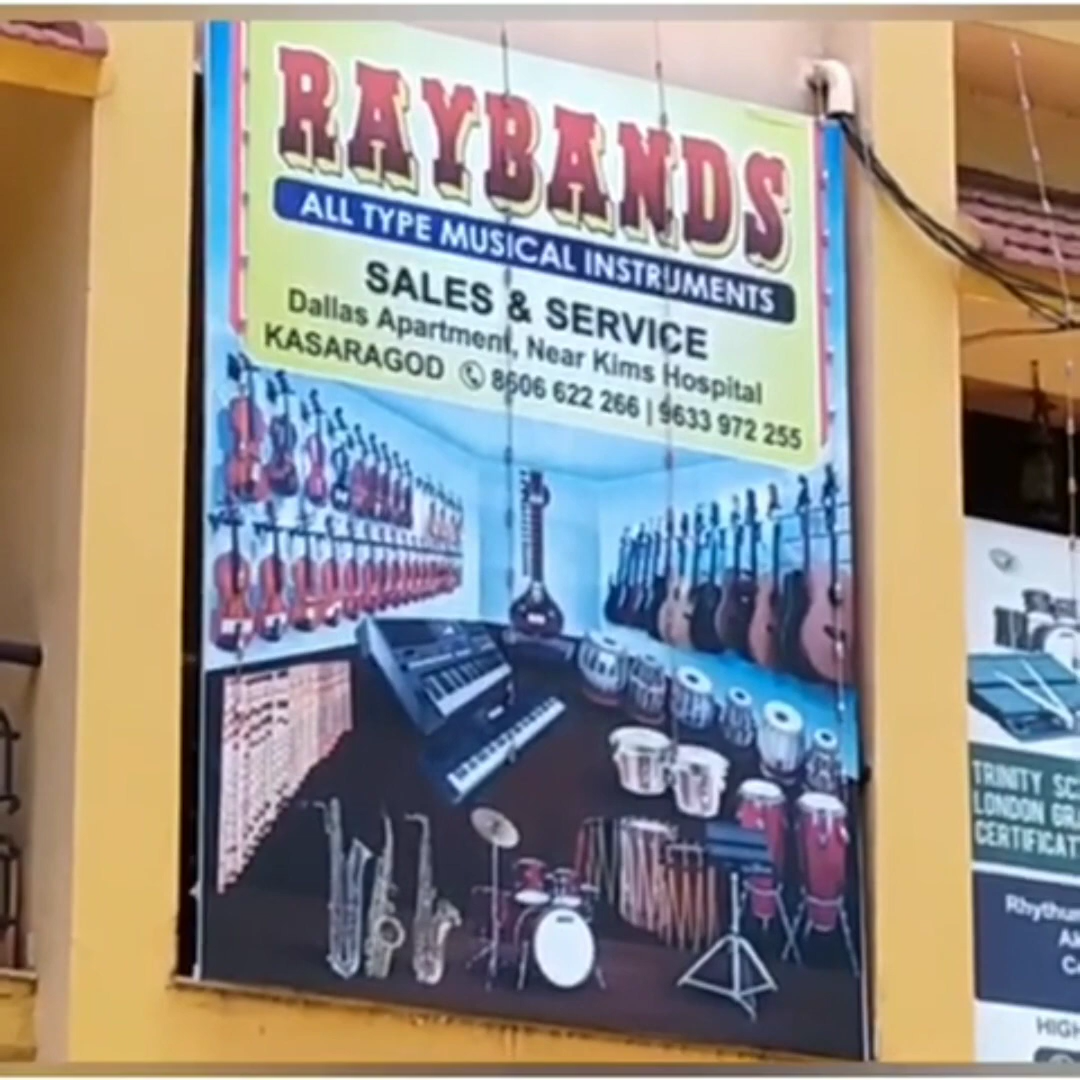 RAYBANDS
ALL TYPE MUSICAL INSTRUMENTS
SALES & SERVICE
Dallas Apartment, Near Kims Hospital
KASARAGOD 8606 622 266 | 9633 972 255
TRINITY
LONDON
HIGH